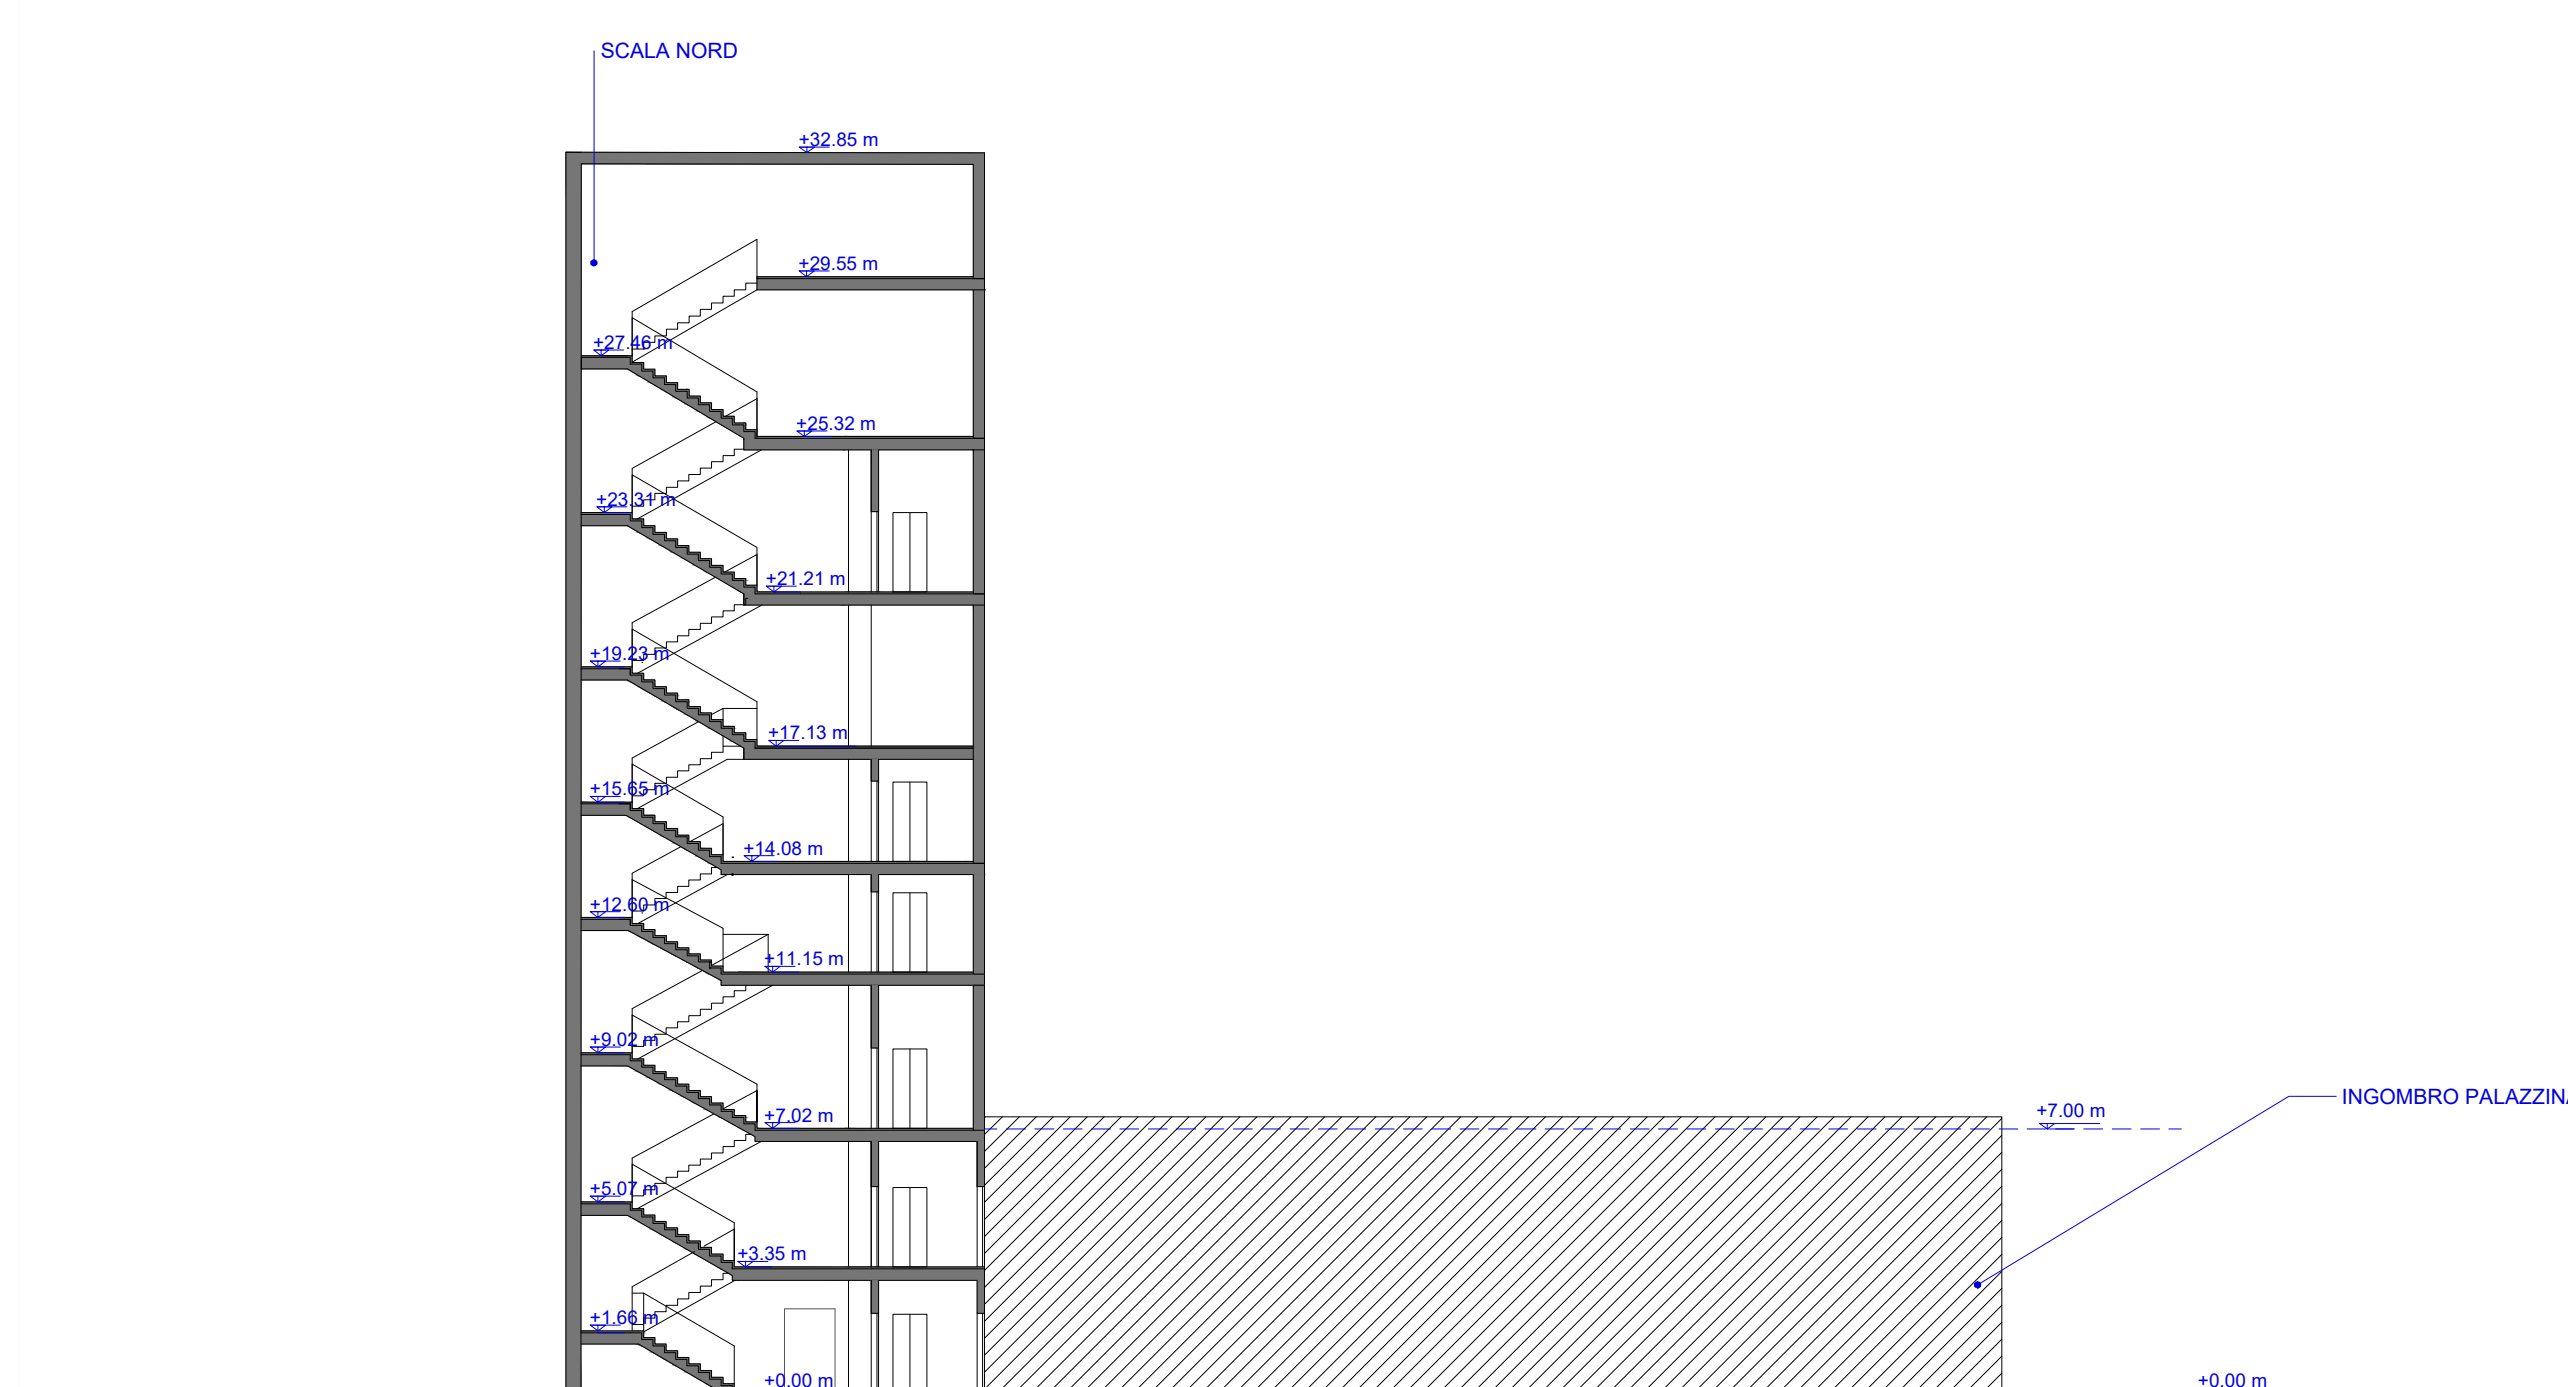 SCALA NORD
+32.85 m
+29.55 m
+27.46 m
+25.32 m
+23.31 m
+21.21 m
+19.23 m
+17.13 m
+15.65 m
+14.08 m
+12.60 m
+11.15 m
+9.02 m
+7.00 m
INGOMBRO PALAZZINA
+7.02 m
+5.07 m
+3.35 m
+1.66 m
+0.00 m
+0.00 m